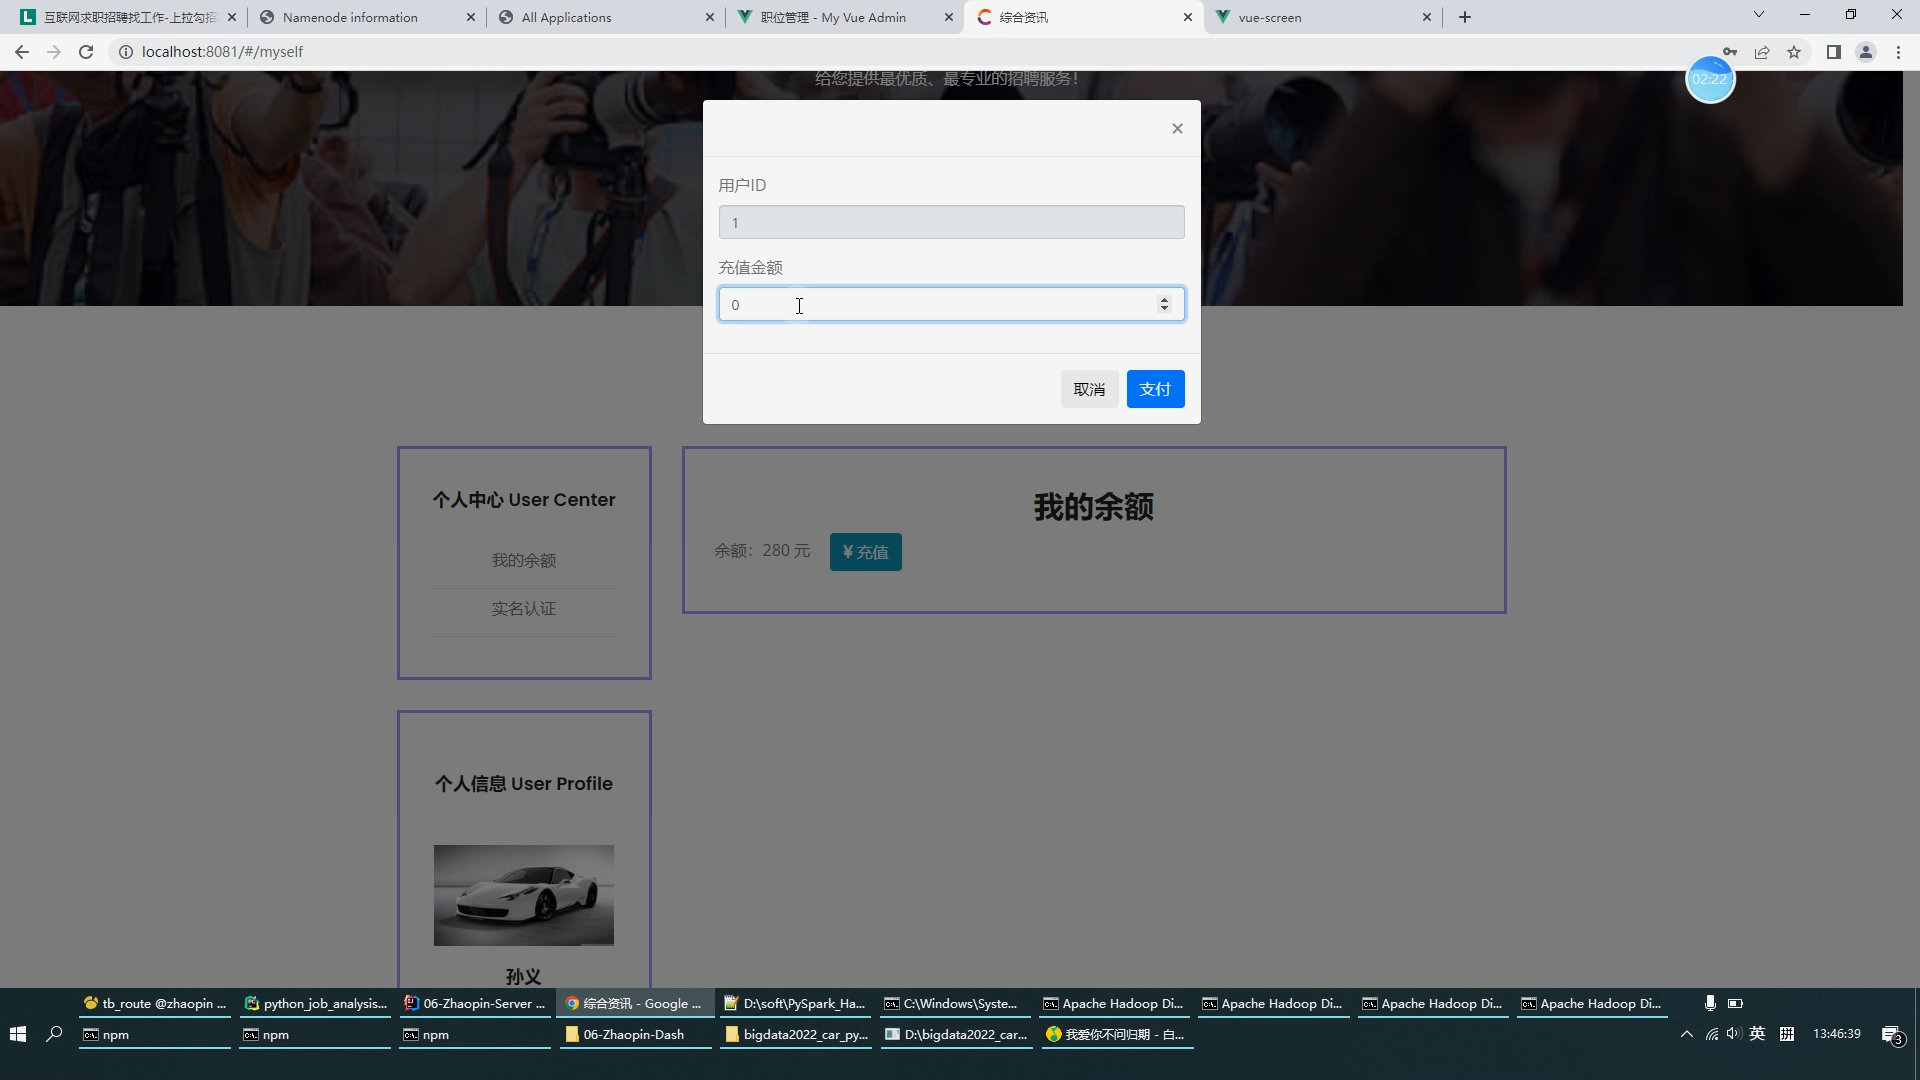 互联网求职招聘找工作-上拉勾招
Namenode information
All Applications
职位管理 - My Vue Admin
综合资讯
vue-screen
localhost:8081/#/myself
给您提供最优质、最专业的招聘服务！
02:22
用户ID
1
充值金额
0
取消
支付
个人中心 User Center
我的余额
实名认证
我的余额
余额：280 元
¥ 充值
个人信息 User Profile
孙义
tb_route @zhaopin ...
python_job_analysis...
06-Zhaopin-Server ...
综合资讯 - Google ...
D:\soft\PySpark_Ha...
C:\Windows\Syste...
Apache Hadoop Di...
Apache Hadoop Di...
Apache Hadoop Di...
Apache Hadoop Di...
npm
npm
npm
06-Zhaopin-Dash
bigdata2022_car_py...
D:\bigdata2022_car...
我爱你不问归期 - 白...
英
拼
13:46:39
3